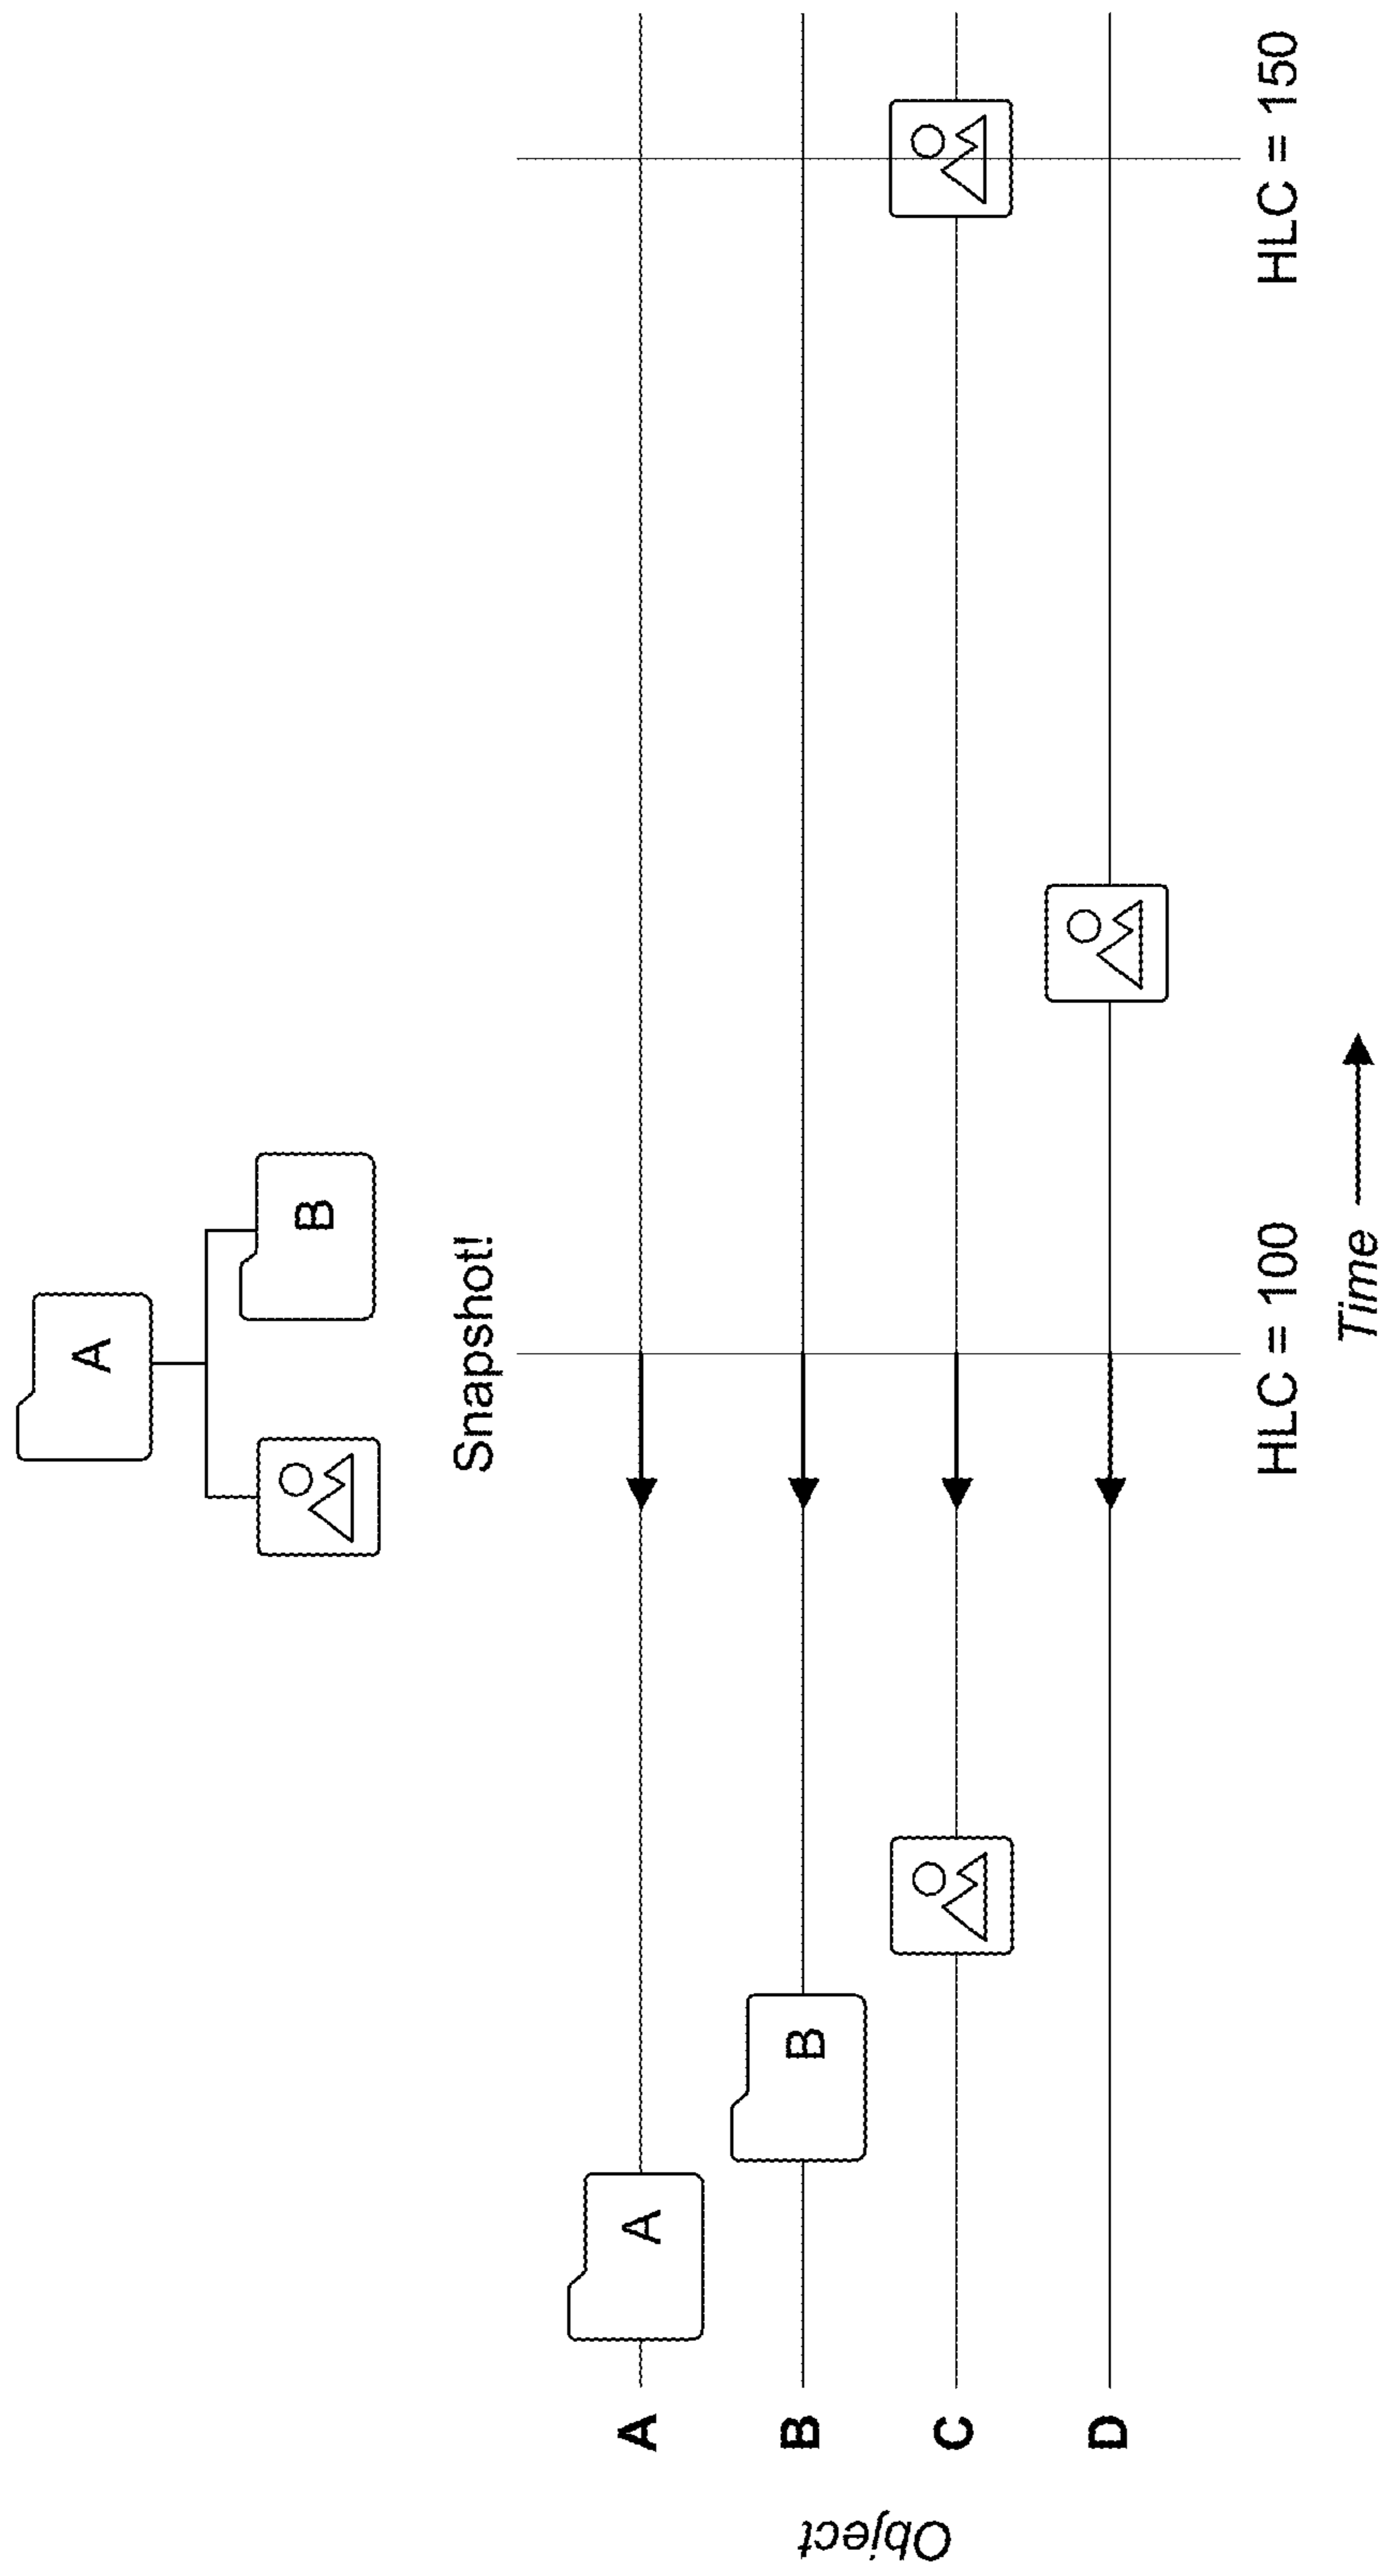 A
B
Snapshot!
A
A
B
B
C
D
Object
HLC = 100
HLC = 150
Time